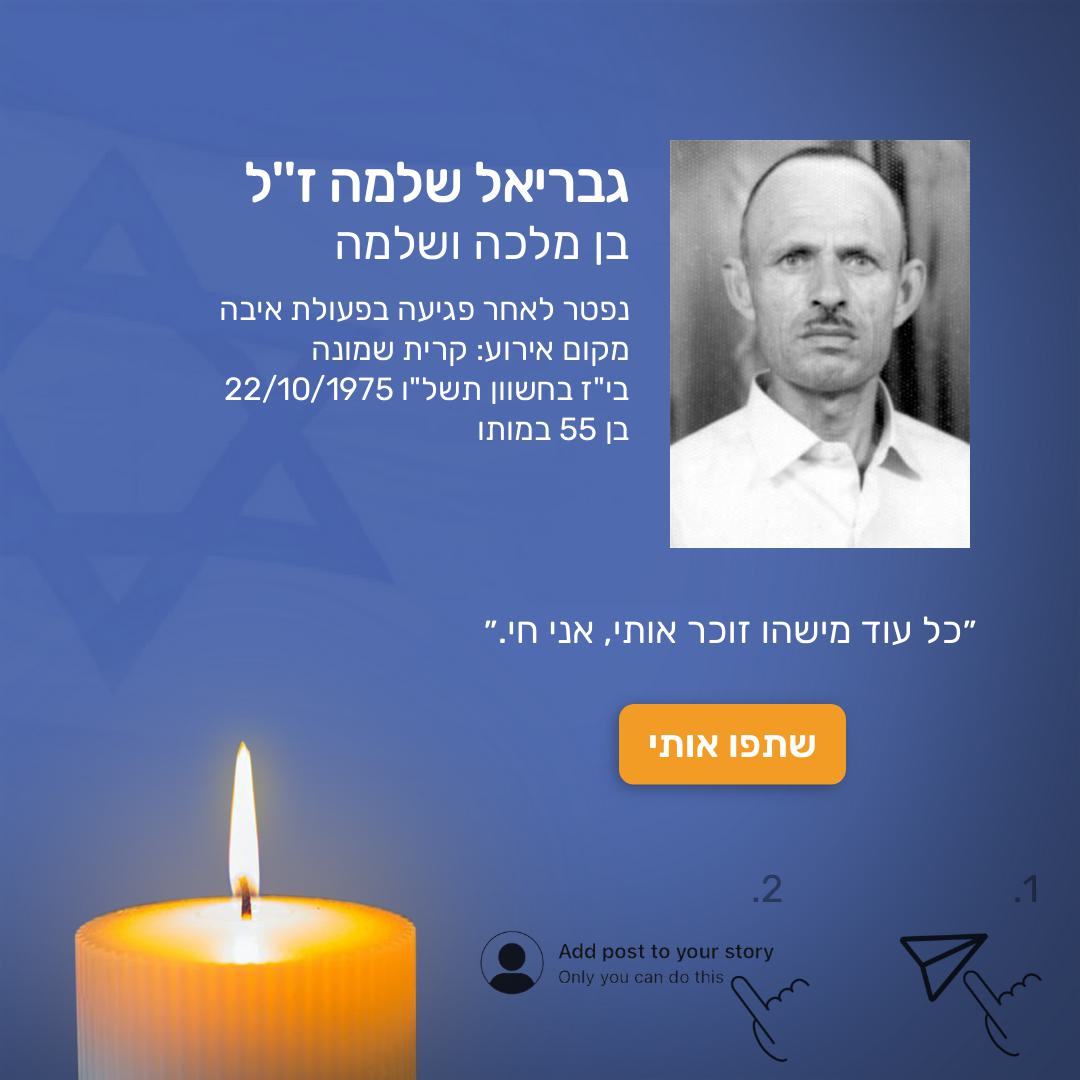 גבריאל שלמה ז''ל
בן מלכה ושלמה
נפטר לאחר פגיעה בפעולת איבה
מקום אירוע: קרית שמונה
בי"ז בחשוון תשל"ו 22/10/1975
בן 55 במותו
״כל עוד מישהו זוכר אותי, אני חי.״
שתפו אותי
1.
2.
Add post to your story
Only you can do this